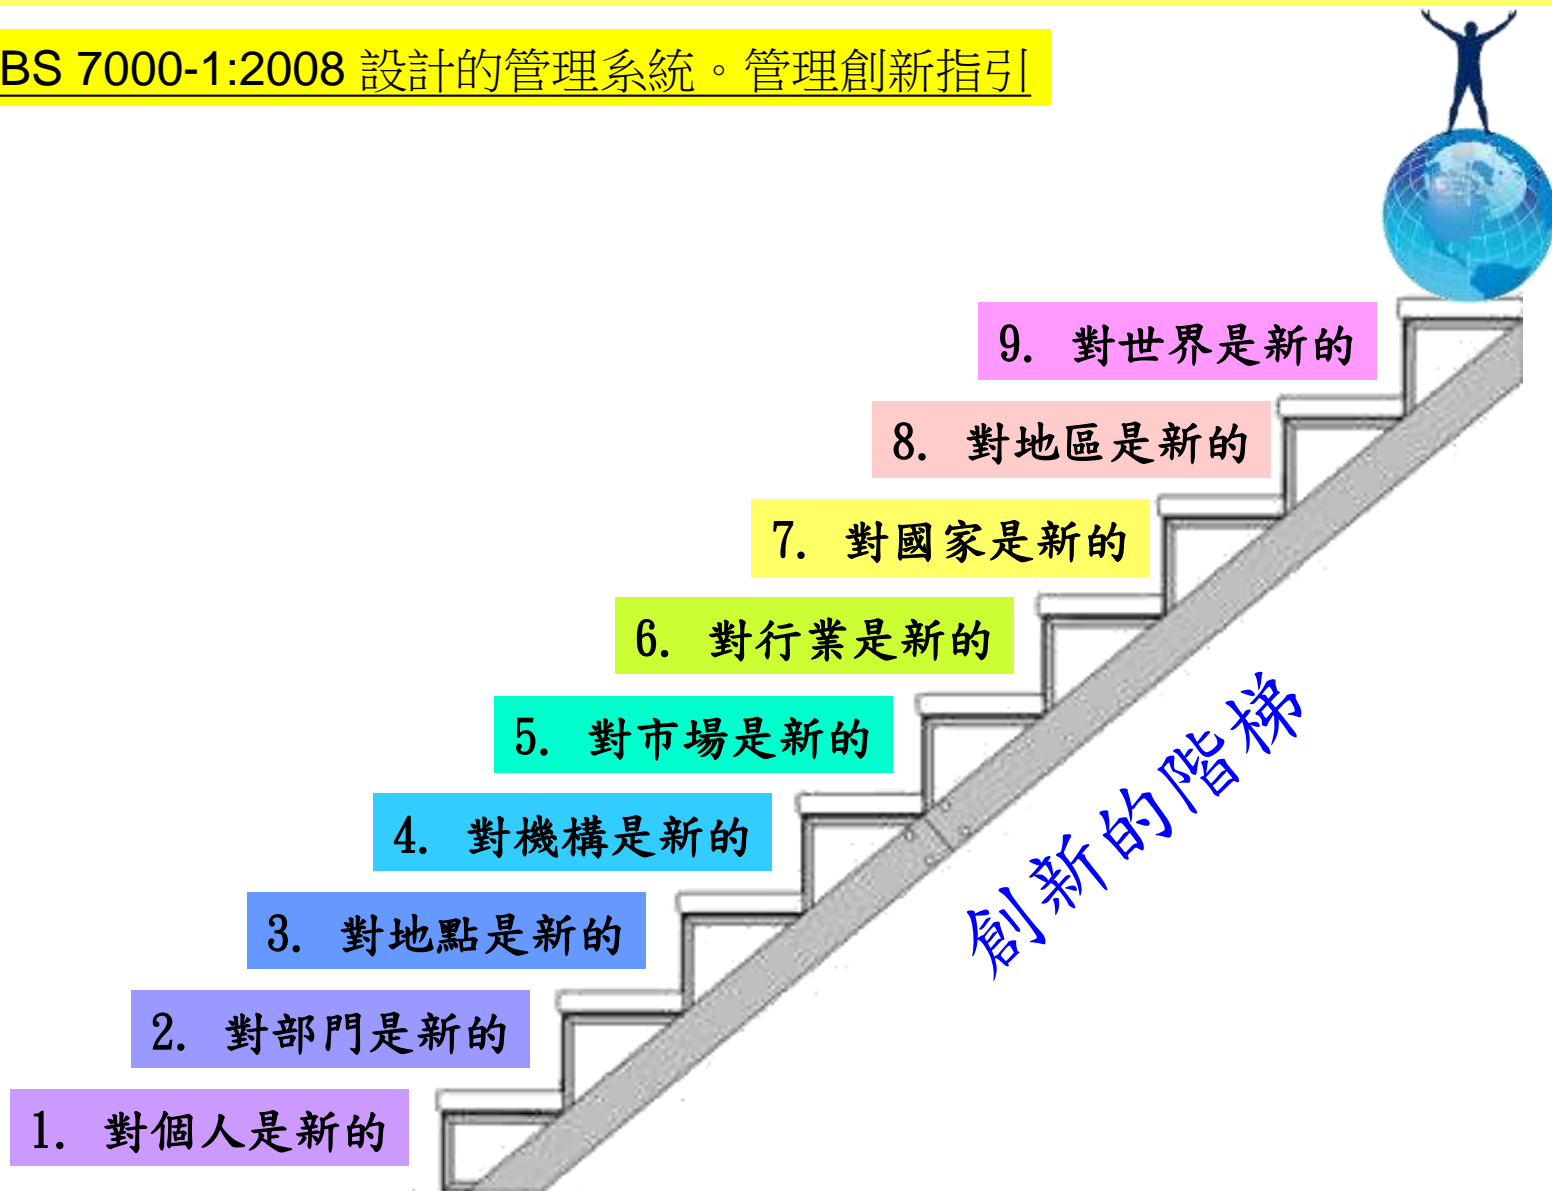 BS 7000-1:2008 設計的管理系統。管理創新指引
9. 對世界是新的
8. 對地區是新的
7. 對國家是新的
6. 對行業是新的
5. 對市場是新的
4. 對機構是新的
3. 對地點是新的
2. 對部門是新的
1. 對個人是新的
創新的階梯